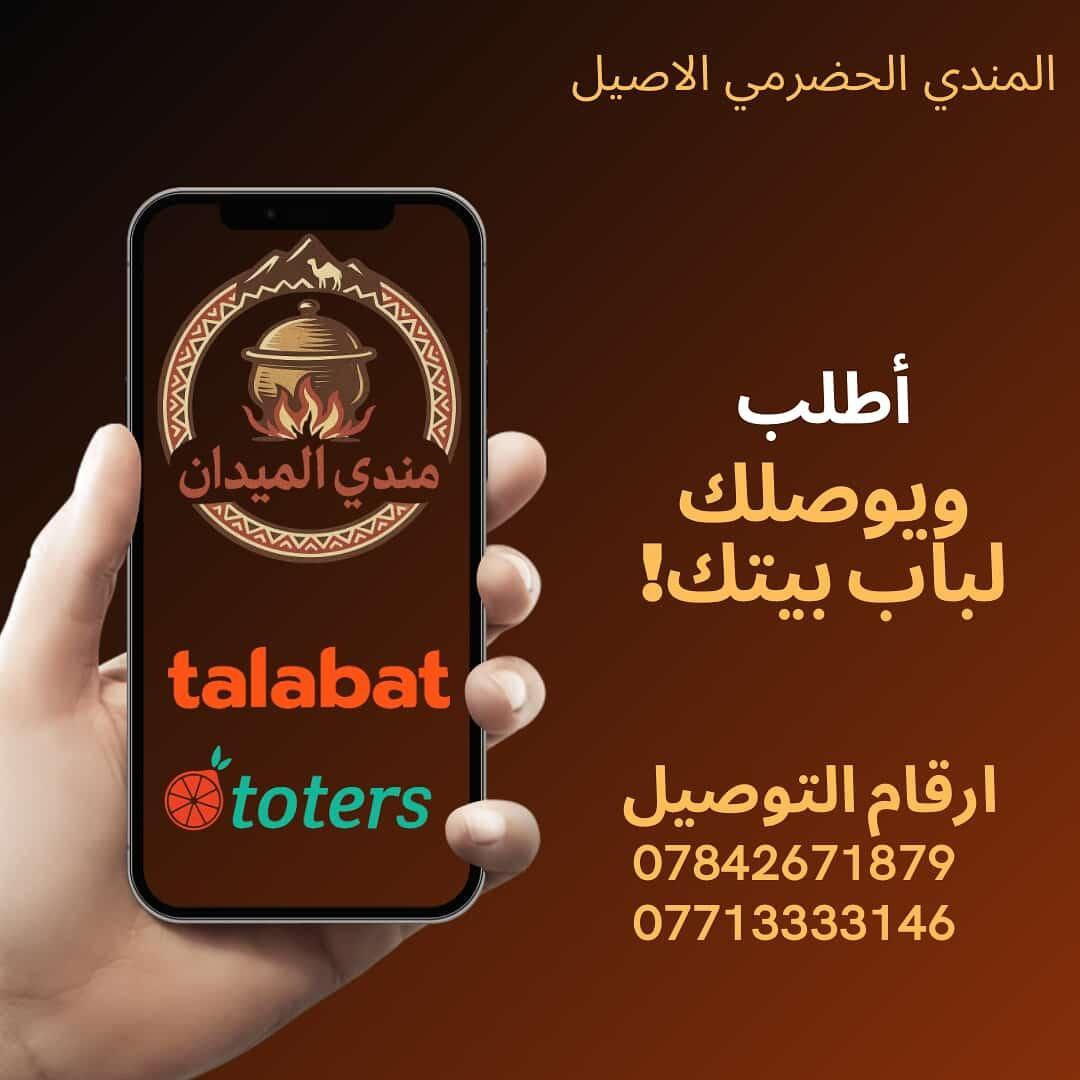 المندي الحضرمي الاصيل
مندي الميدان
talabat
toters
أطلب
ويوصلك
لباب بيتك!
ارقام التوصيل
07842671879
07713333146